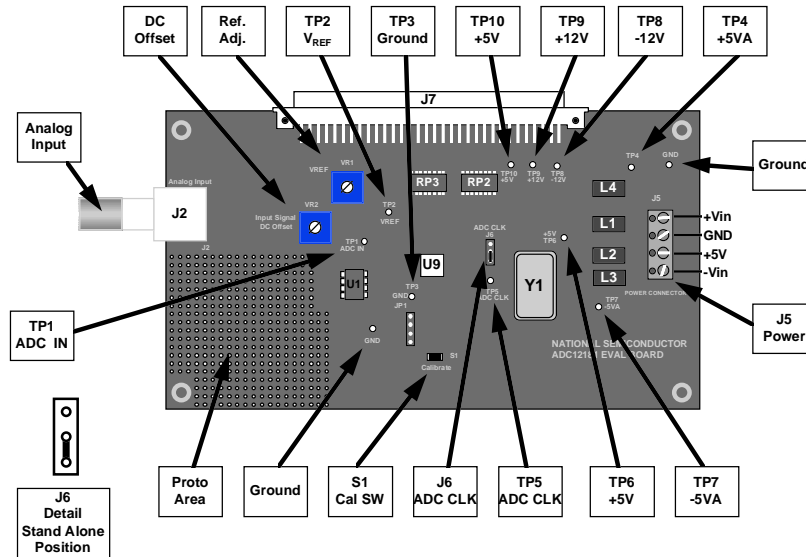 DC
Offset
Ref.
Adj.
TP2
VREF
TP3
Ground
TP10
+5V
TP9
+12V
TP8
-12V
TP4
+5VA
J7
Analog
Input
Analog Input
J2
J2
VREF
VR1
VR2
Input Signal
DC Offset
TP2
VREF
TP1
ADC IN
RP3
RP2
TP10
+5V
TP9
+12V
TP8
-12V
TP4
GND
Ground
L4
L1
L2
L3
J5
+Vin
GND
+5V
-Vin
POWER CONNECTOR
ADC CLK
J6
+5V
TP6
U9
U1
Y1
TP3
GND
JP1
TP5
ADC CLK
TP7
-5VA
GND
S1
Calibrate
NATIONAL SEMICONDUCTOR
ADC12181 EVAL BOARD
J5
Power
TP1
ADC IN
J6
Detail
Stand Alone
Position
Proto
Area
Ground
S1
Cal SW
J6
ADC CLK
TP5
ADC CLK
TP6
+5V
TP7
-5VA